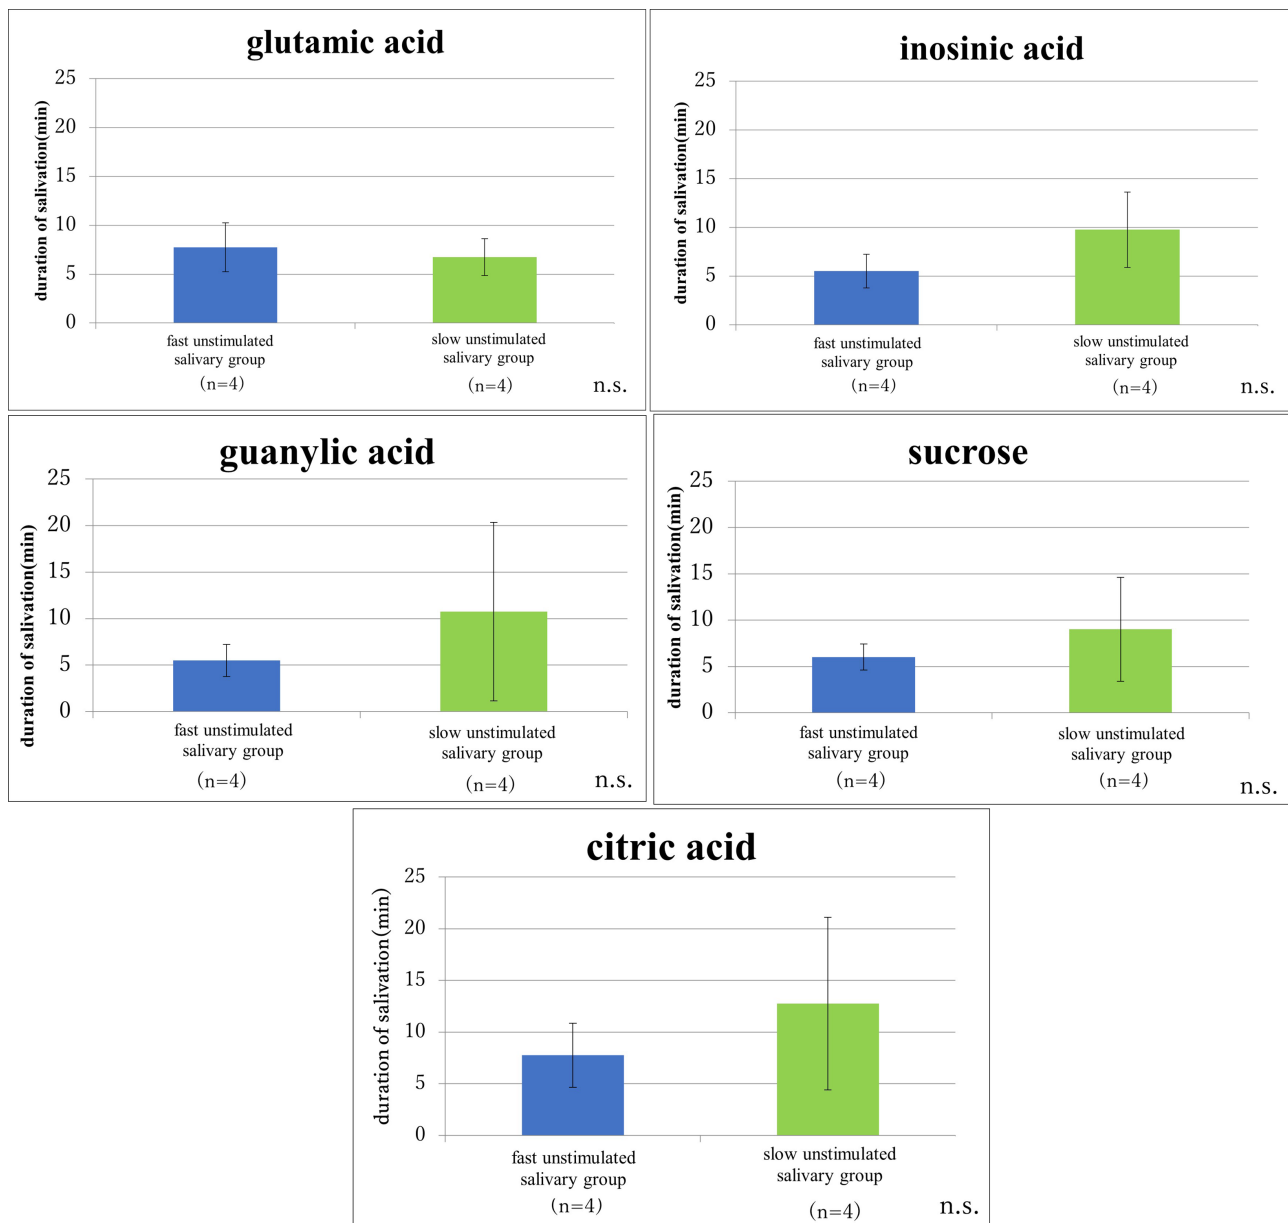 glutamic acid
duration of salivation(min)
25
20
15
10
5
0
fast unstimulated
salivary group
(n=4)
slow unstimulated
salivary group
(n=4)
n.s.
inosinic acid
duration of salivation(min)
25
20
15
10
5
0
fast unstimulated
salivary group
(n=4)
slow unstimulated
salivary group
(n=4)
n.s.
guanylic acid
duration of salivation(min)
25
20
15
10
5
0
fast unstimulated
salivary group
(n=4)
slow unstimulated
salivary group
(n=4)
n.s.
sucrose
duration of salivation(min)
25
20
15
10
5
0
fast unstimulated
salivary group
(n=4)
slow unstimulated
salivary group
(n=4)
n.s.
citric acid
duration of salivation(min)
25
20
15
10
5
0
fast unstimulated
salivary group
(n=4)
slow unstimulated
salivary group
(n=4)
n.s.